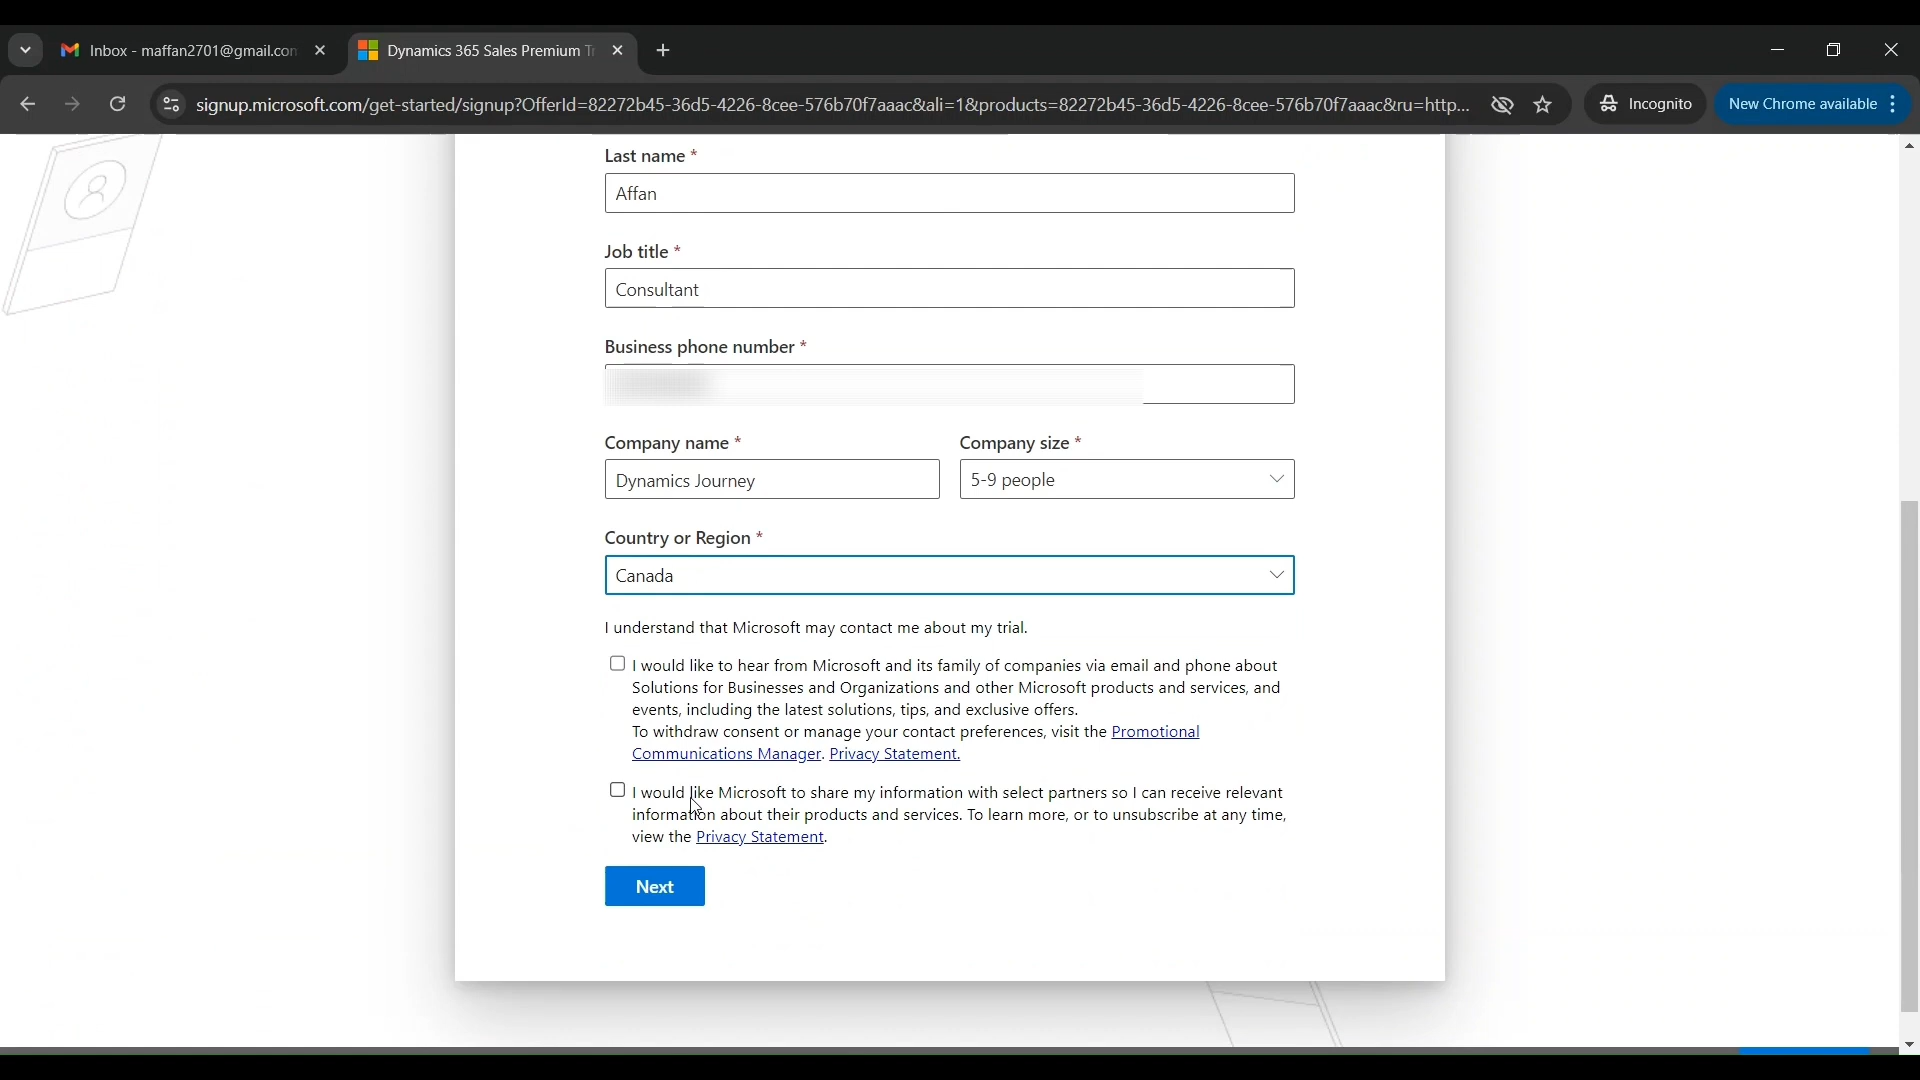 Inbox - maffan2701@gmail.con
Dynamics 365 Sales Premium Tr
signup.microsoft.com/get-started/signup?OfferId=82272b45-36d5-4226-8cee-576b70f7aaac&ali=1&products=82272b45-36d5-4226-8cee-576b70f7aaac&ru=http...
Incognito
New Chrome available
Last name *
Affan
Job title *
Consultant
Business phone number *
Company name * Company size *
Dynamics Journey 5-9 people
Country or Region *
Canada
I understand that Microsoft may contact me about my trial.
I would like to hear from Microsoft and its family of companies via email and phone about
Solutions for Businesses and Organizations and other Microsoft products and services, and
events, including the latest solutions, tips, and exclusive offers.
To withdraw consent or manage your contact preferences, visit the Promotional
Communications Manager. Privacy Statement.
I would like Microsoft to share my information with select partners so I can receive relevant
information about their products and services. To learn more, or to unsubscribe at any time,
view the Privacy Statement.
Next